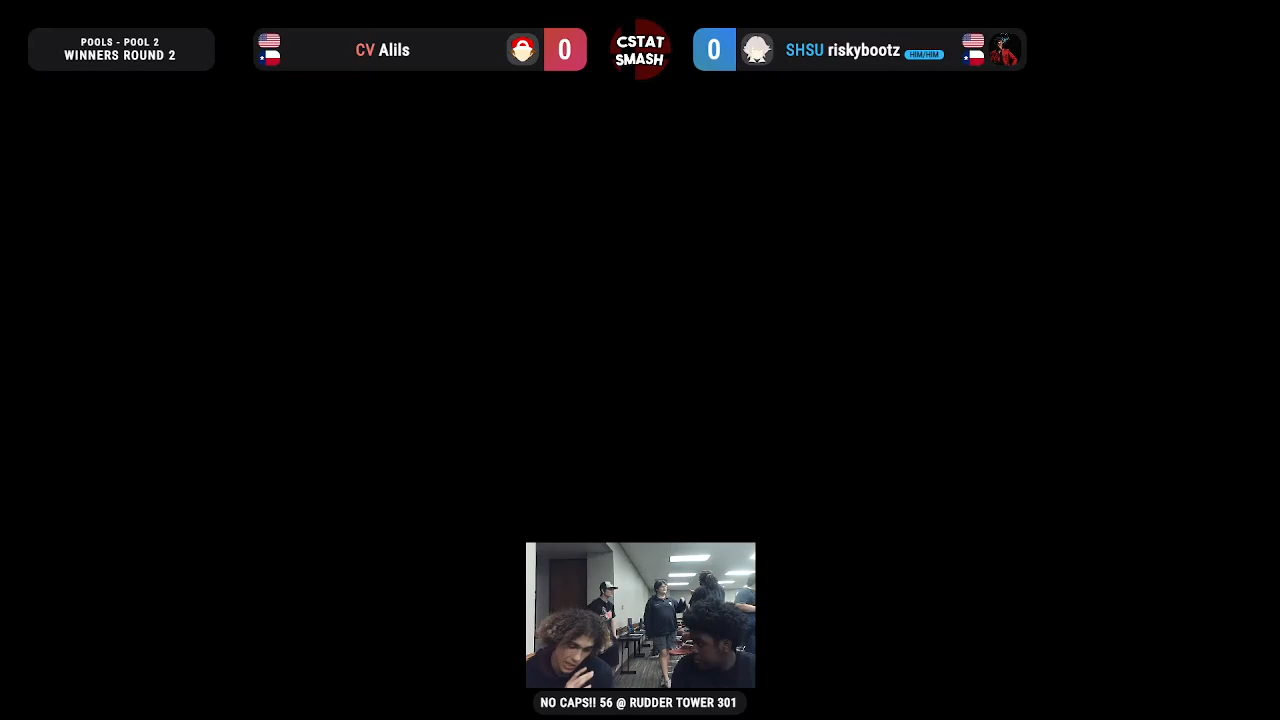 POOLS - POOL 2
WINNERS ROUND 2
CV Alils
0
CSTAT
SMASH
0
SHSU riskybootz HIM/HIM
NO CAPS!! 56 @ RUDDER TOWER 301